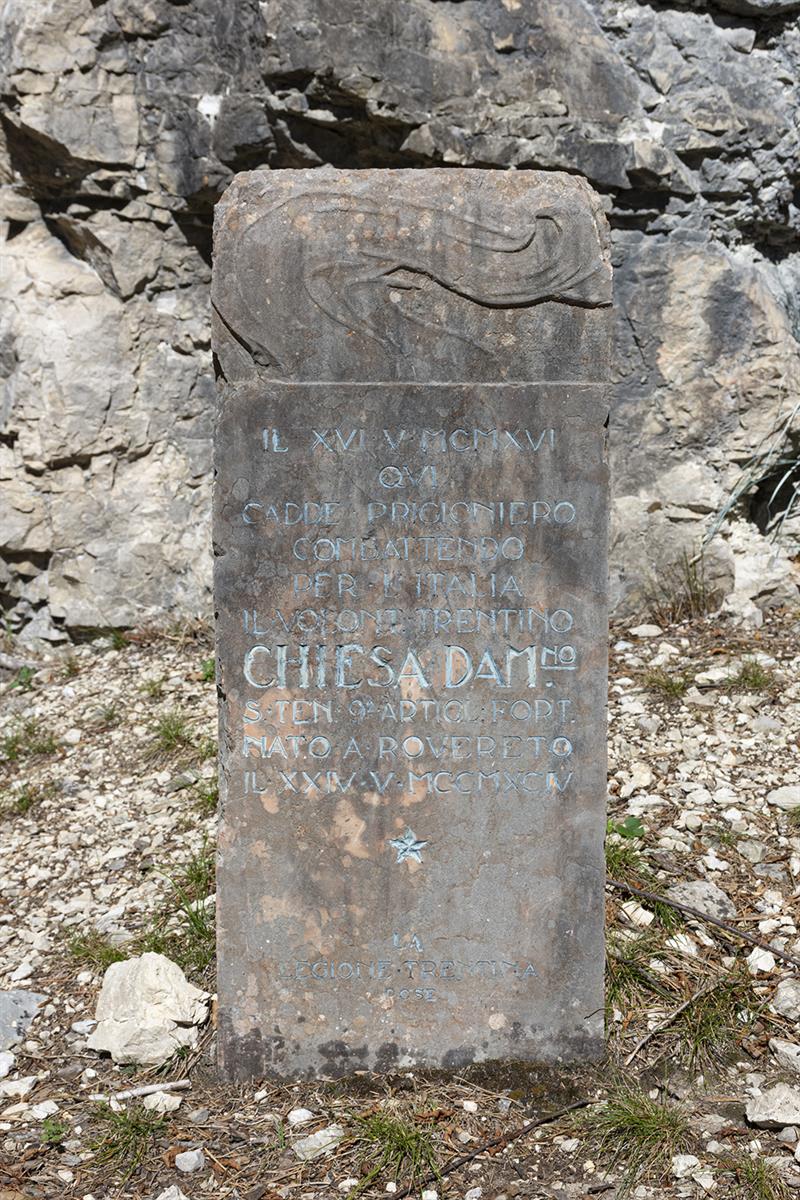 IL XVI·V·MCMXVI
QVI
CADDE PRIGIONIERO
COMBATTENDO
PER·L'ITALIA
IL·VOLONT·TRENTINO
CHIESA·DAM.NO
S·TEN·9ª ARTIGL·FORT.
NATO·A·ROVERETO
IL·XXIV·V·MCCMXCIV
LA
LEGIONE·TRENTINA
POSE